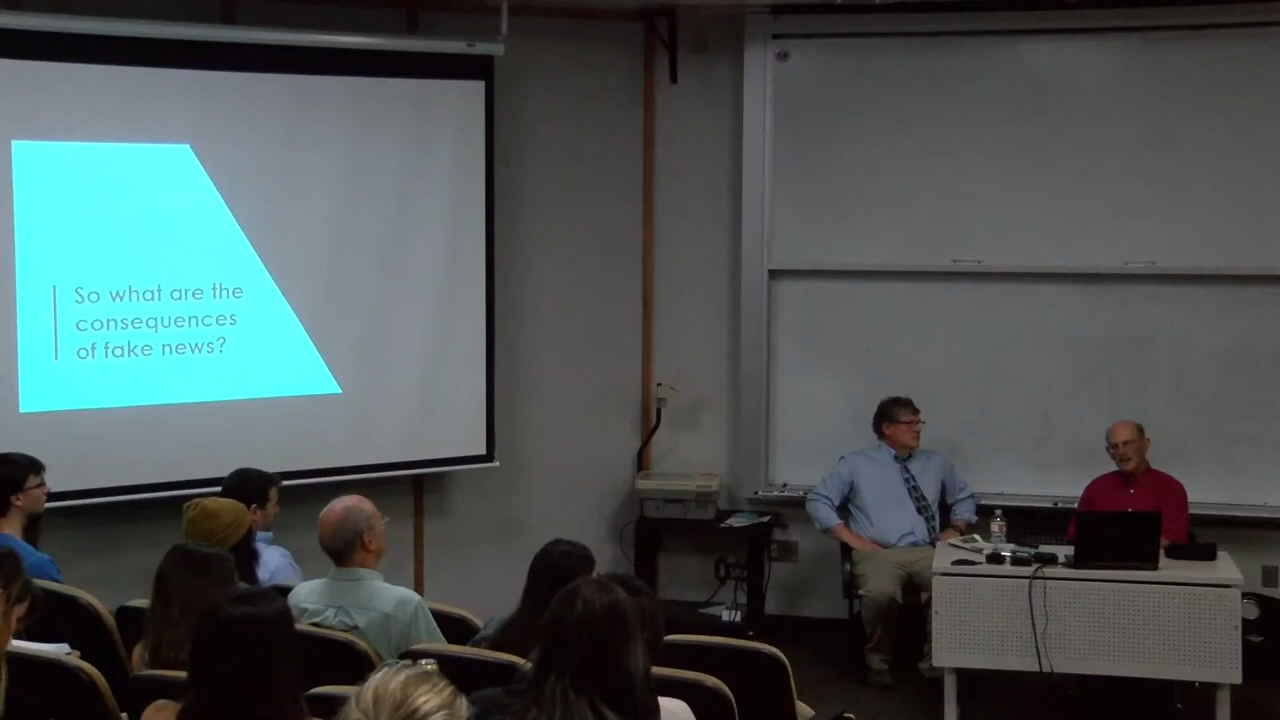 So what are the
consequences
of fake news?